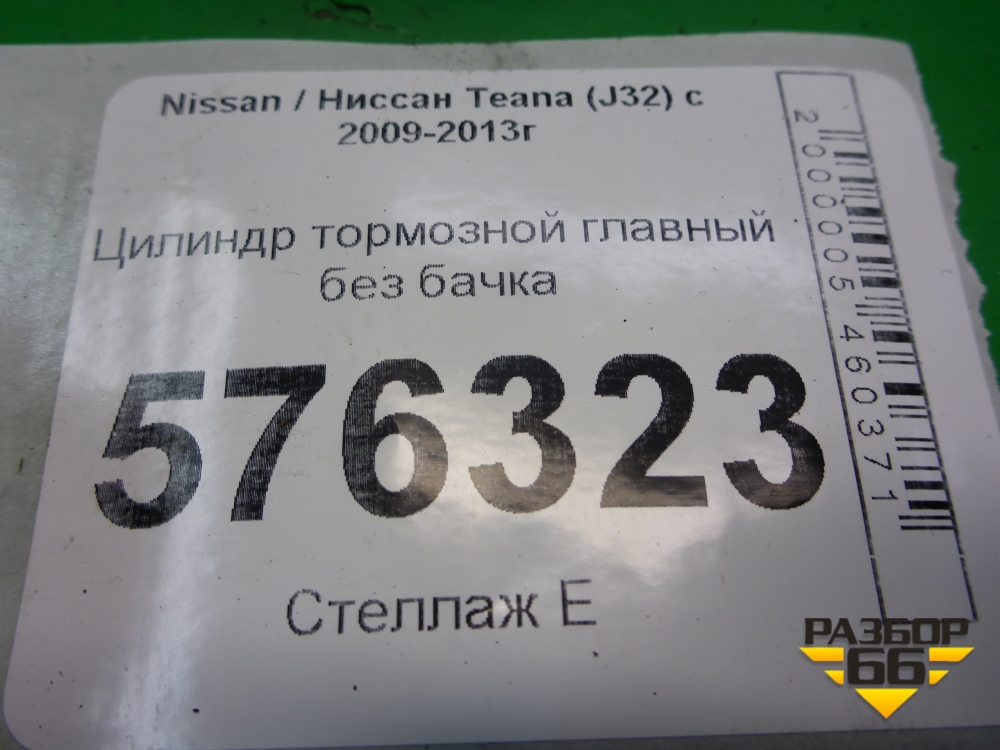 Nissan / Ниссан Teana (J32) с
2009-2013г
Цилиндр тормозной главный
без бачка
576323
Стеллаж Е
2000005460371
РАЗБОР
66